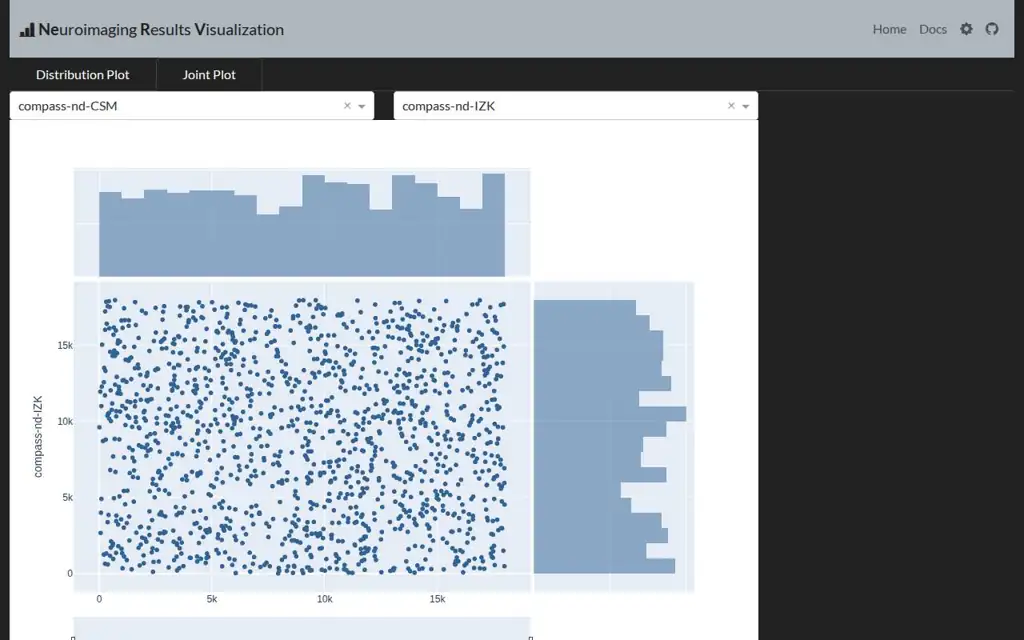 Neuroimaging Results Visualization
Home Docs
Distribution Plot Joint Plot
compass-nd-CSM × compass-nd-IZK ×
15k
10k
5k
0
compass-nd-IZK
0 5k 10k 15k